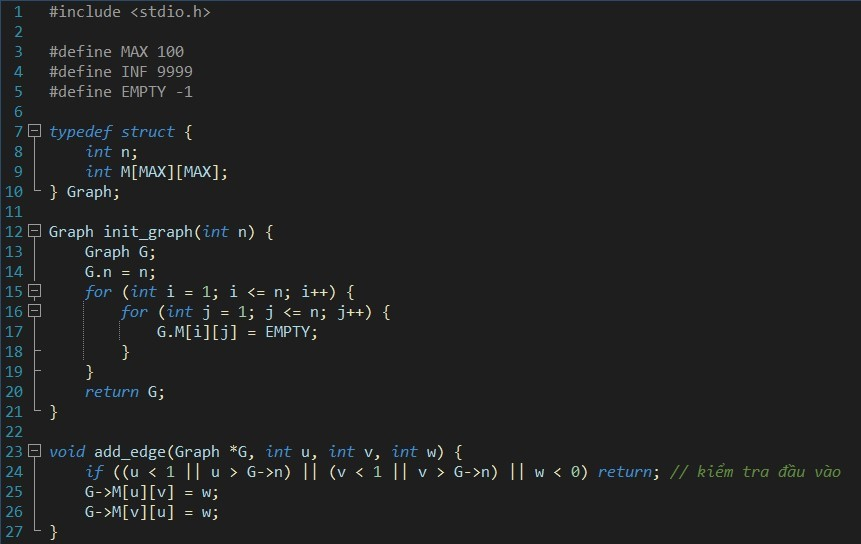 1 #include <stdio.h>
2
3 #define MAX 100
4 #define INF 9999
5 #define EMPTY -1
6
7 typedef struct {
8     int n;
9     int M[MAX][MAX];
10 } Graph;
11
12 Graph init_graph(int n) {
13     Graph G;
14     G.n = n;
15     for (int i = 1; i <= n; i++) {
16         for (int j = 1; j <= n; j++) {
17             G.M[i][j] = EMPTY;
18         }
19     }
20     return G;
21 }
22
23 void add_edge(Graph *G, int u, int v, int w) {
24     if ((u < 1 || u > G->n) || (v < 1 || v > G->n) || w < 0) return; // kiểm tra đầu vào
25     G->M[u][v] = w;
26     G->M[v][u] = w;
27 }